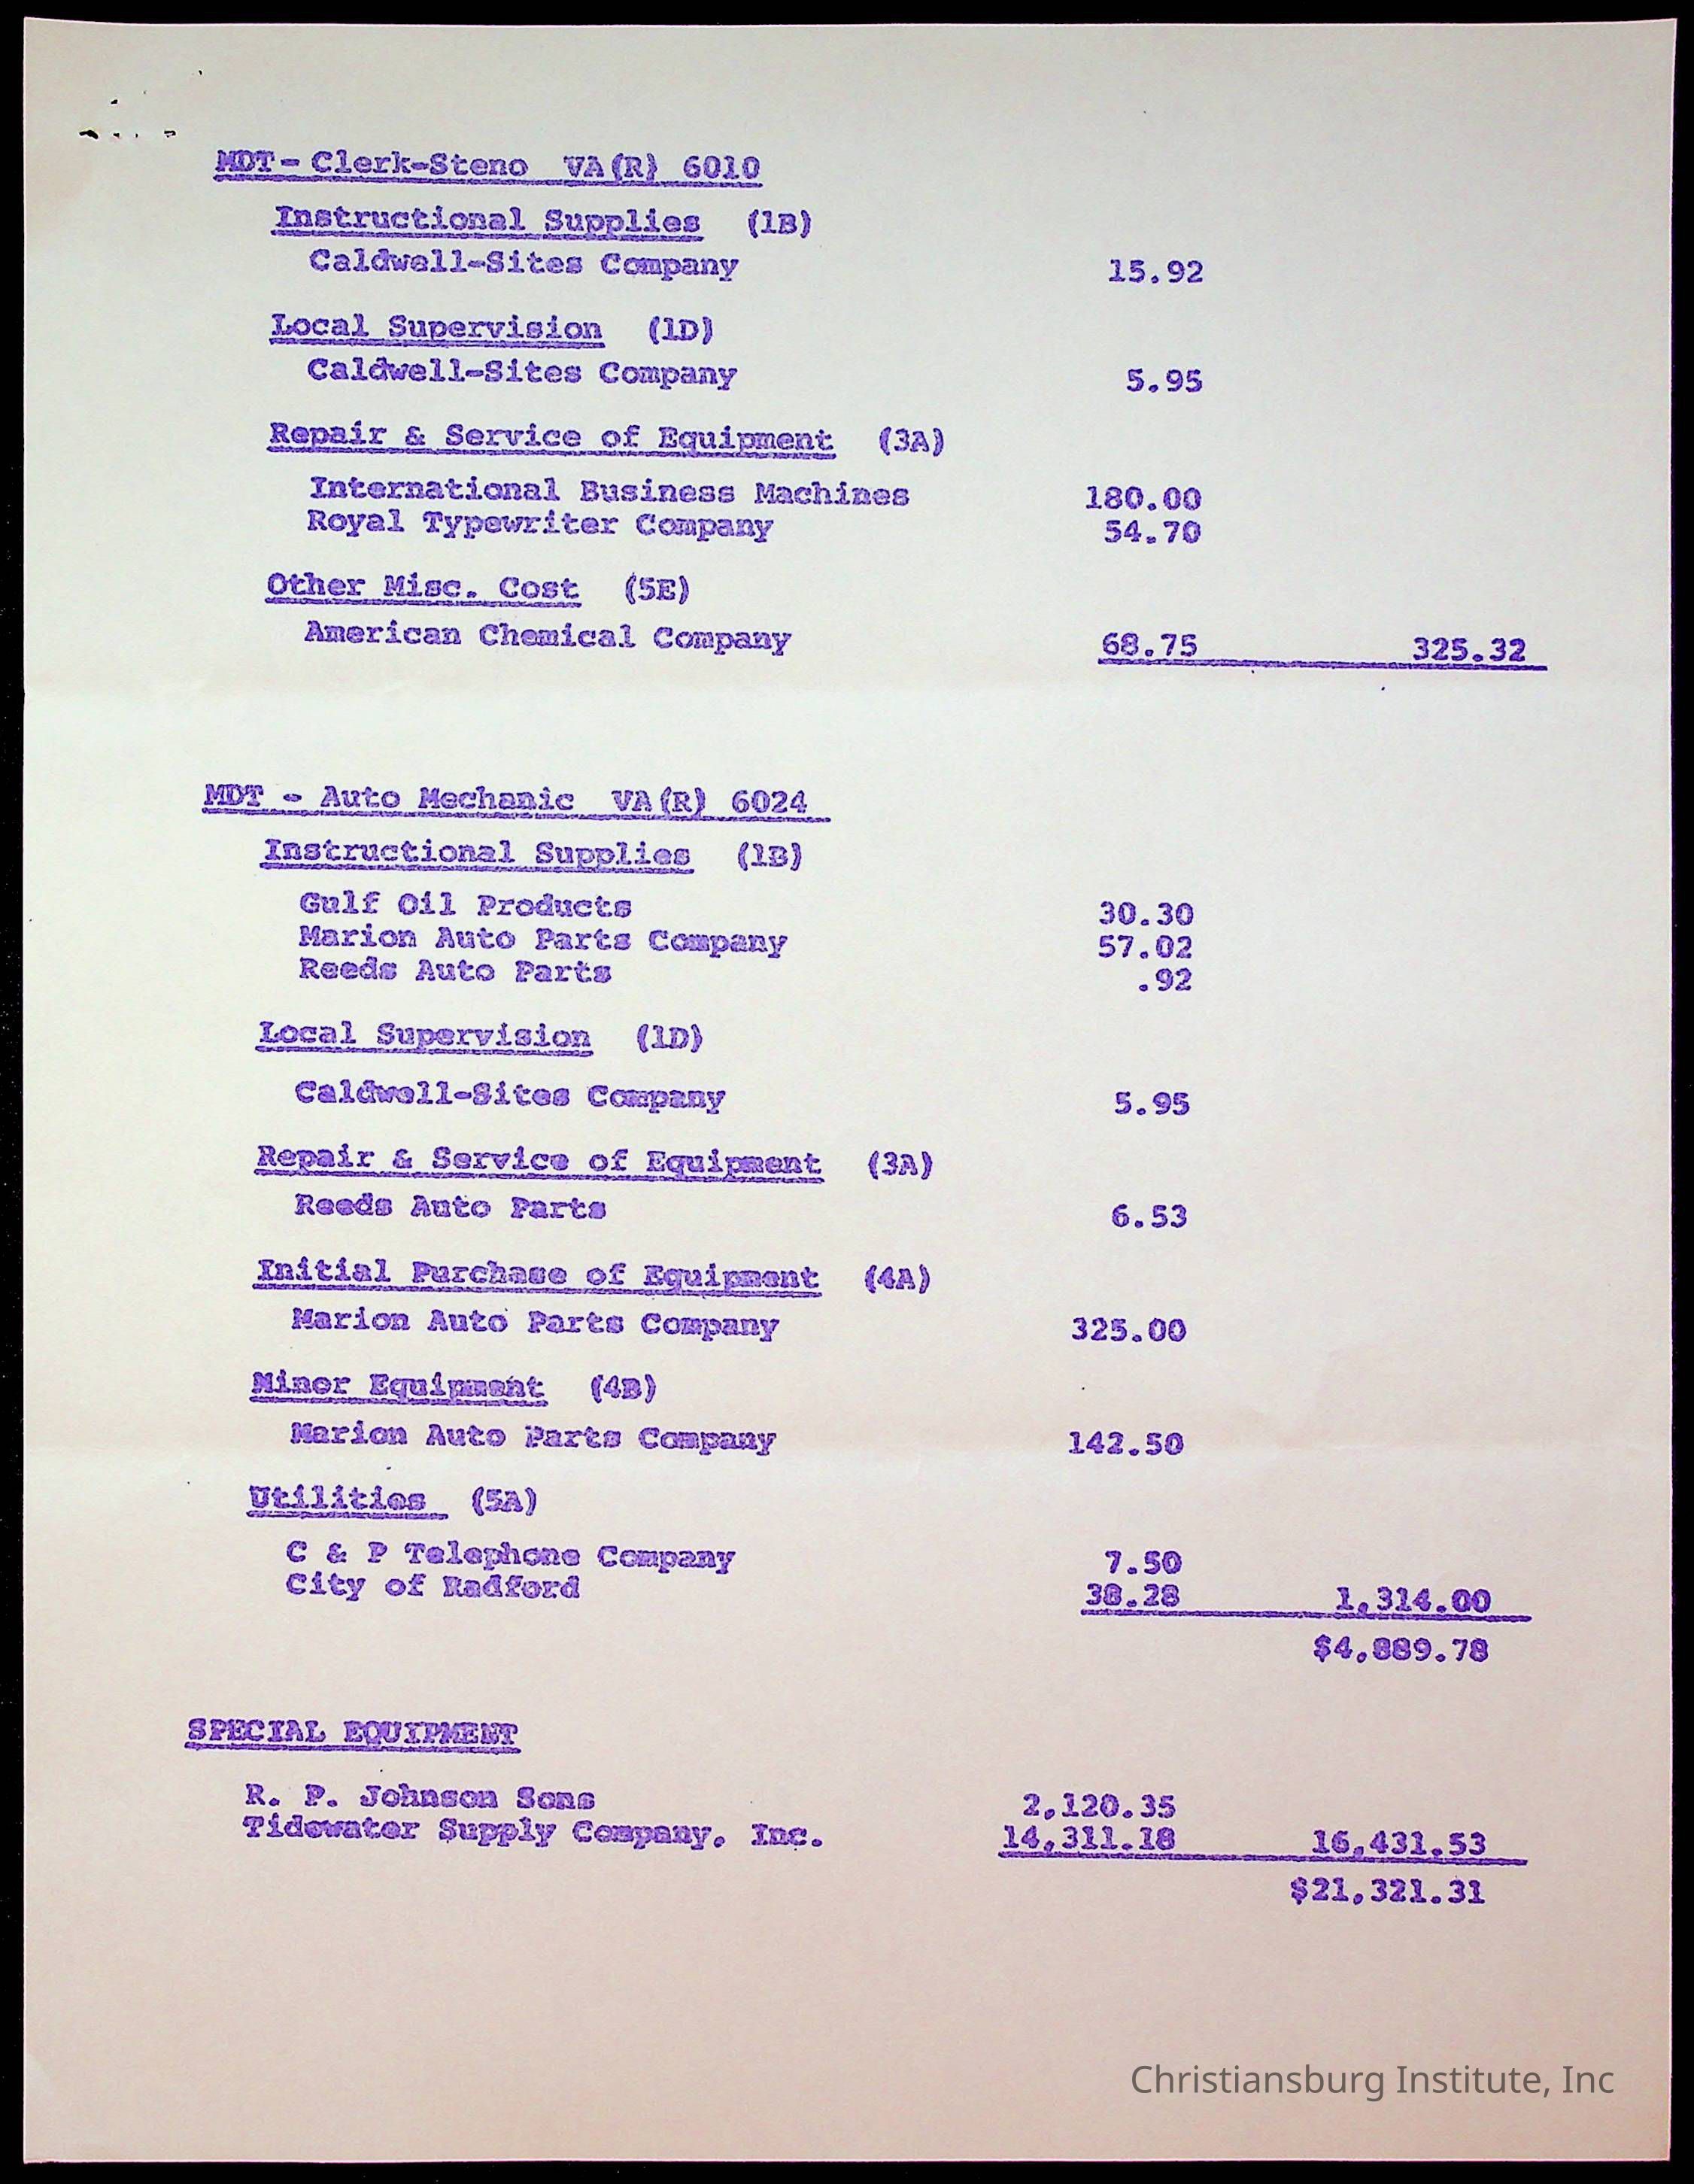 MDT - Clerk-Steno VA(R) 6010
Instructional Supplies (1B)
Caldwell-Sites Company 15.92
Local Supervision (1D)
Caldwell-Sites Company 5.95
Repair & Service of Equipment (3A)
International Business Machines 180.00
Royal Typewriter Company 54.70
Other Misc. Cost (5E)
American Chemical Company 68.75 325.32
MDT - Auto Mechanic VA(R) 6024
Instructional Supplies (1B)
Gulf Oil Products 30.30
Marion Auto Parts Company 57.02
Reeds Auto Parts .92
Local Supervision (1D)
Caldwell-Sites Company 5.95
Repair & Service of Equipment (3A)
Reeds Auto Parts 6.53
Initial Purchase of Equipment (4A)
Marion Auto Parts Company 325.00
Minor Equipment (4B)
Marion Auto Parts Company 142.50
Utilities (5A)
C & P Telephone Company 7.50
City of Radford 38.28 1,314.00
$4,889.78
SPECIAL EQUIPMENT
R. P. Johnson Sons 2,120.35
Tidewater Supply Company, Inc. 14,311.18 16,431.53
$21,321.31
Christiansburg Institute, Inc